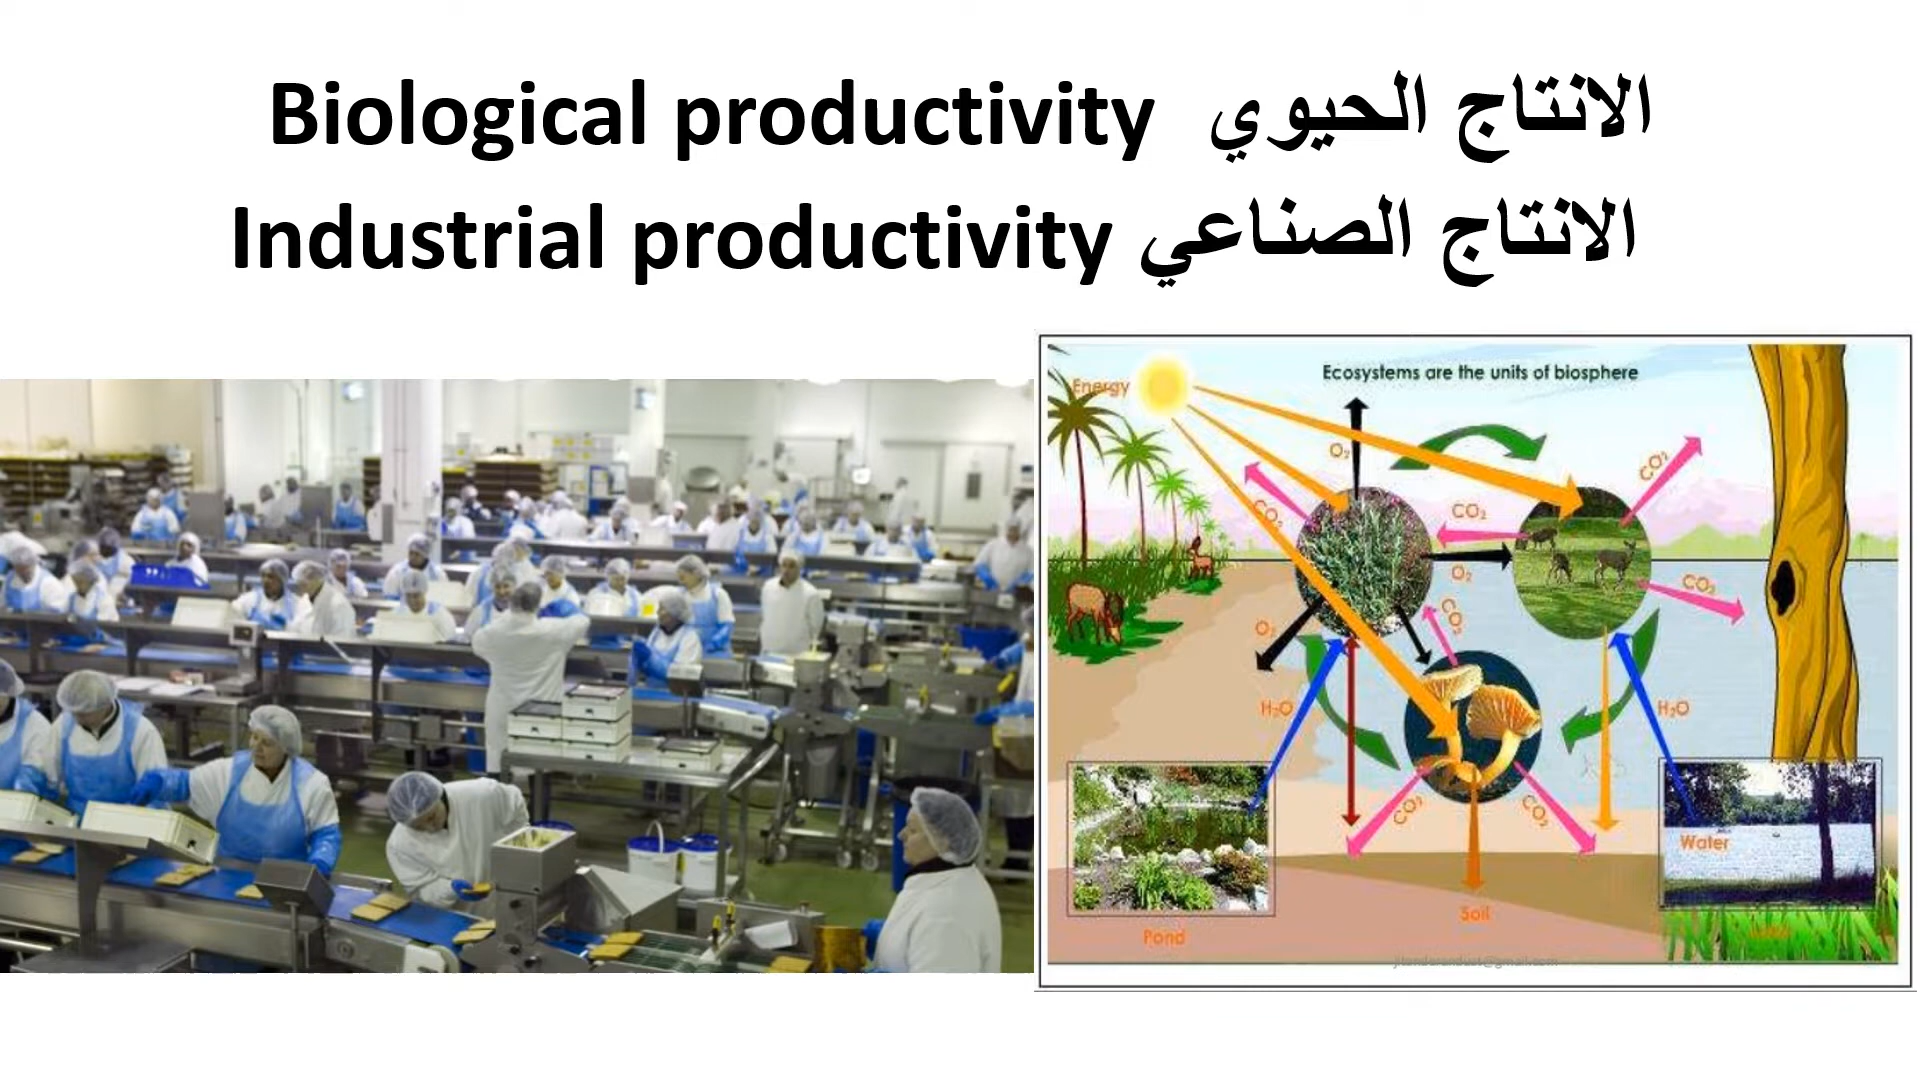 Biological productivity الانتاج الحيوي
Industrial productivity الانتاج الصناعي
Ecosystems are the units of biosphere
Energy
O₂
CO₂
CO₂
CO₂
O₂
CO₂
CO₂
O₂
H₂O
H₂O
CO₂
CO₂
Water
Soil
Pond